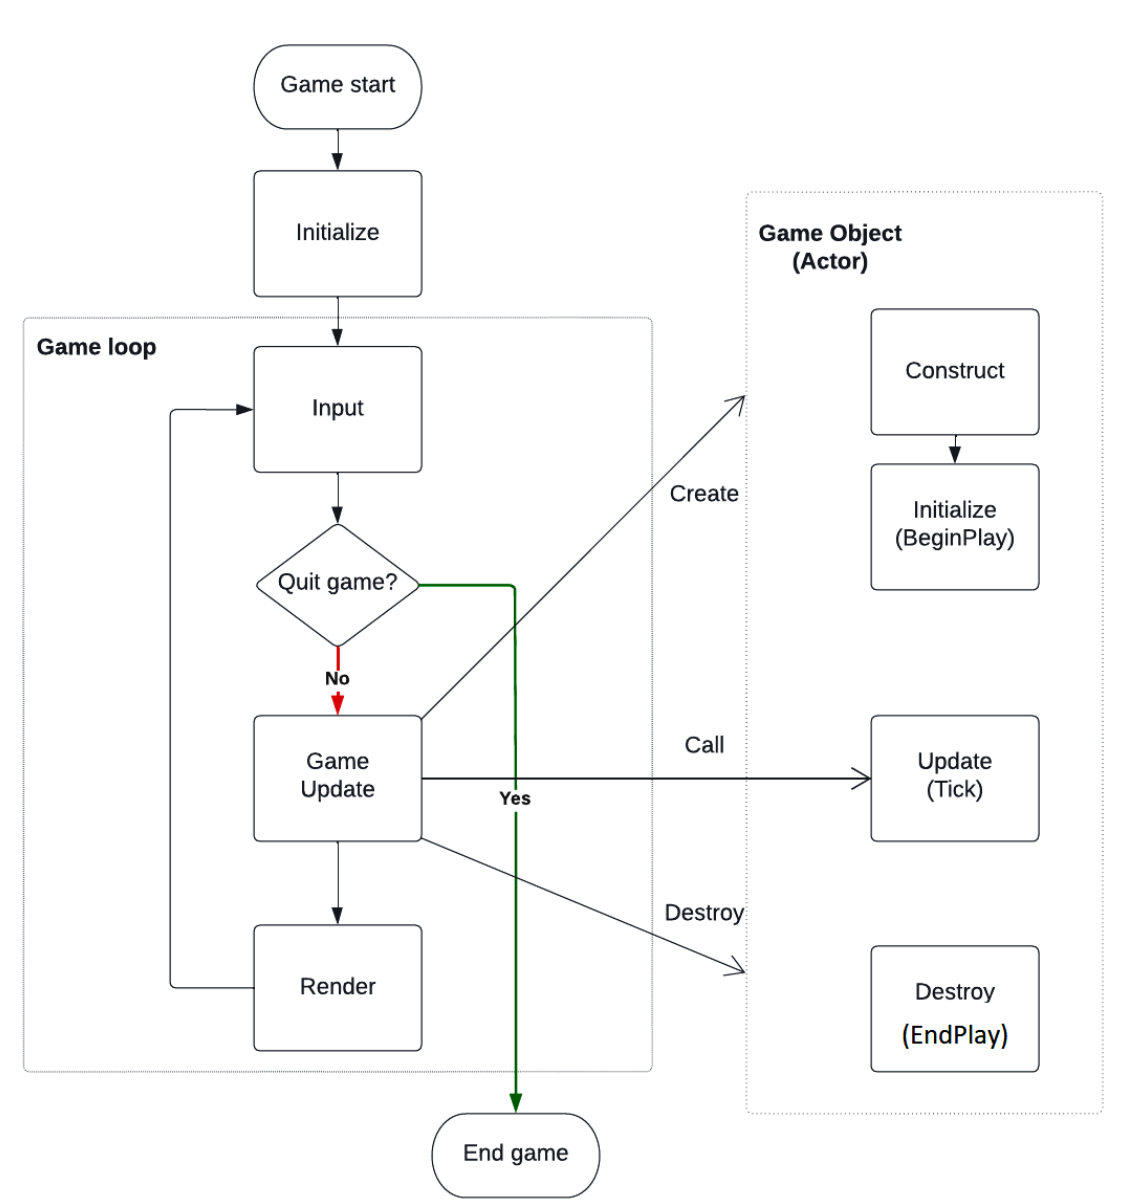 Game start
Initialize
Game loop
Input
Quit game?
No
Game
Update
Yes
Render
End game
Create
Call
Destroy
Game Object
(Actor)
Construct
Initialize
(BeginPlay)
Update
(Tick)
Destroy
(EndPlay)